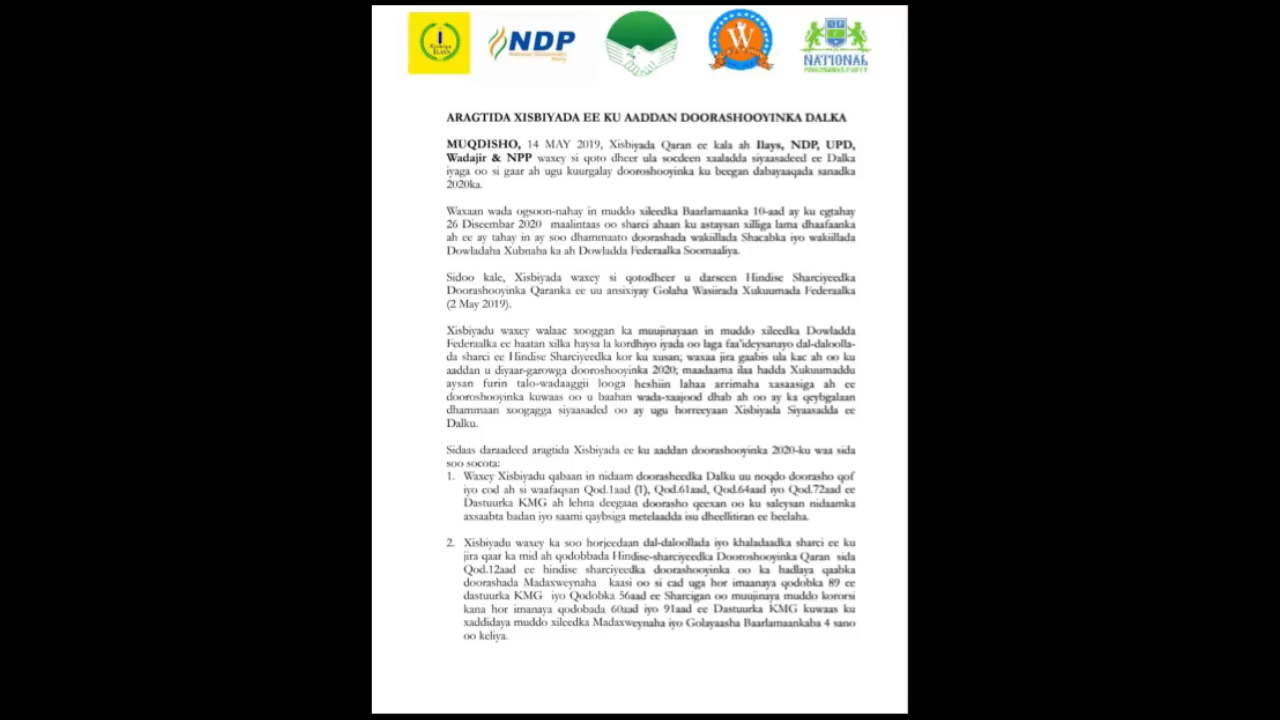 Xisbiga
ILAYS
NDP
W
NATIONAL
ARAGTIDA XISBIYADA EE KU AADDAN DOORASHOOYINKA DALKA
MUQDISHO, 14 MAY 2019, Xisbiyada Qaran ee kala ah Ilays, NDP, UPD,
Wadajir & NPP waxey si qoto dheer ula socdeen xaaladda siyaasadeed ee Dalka
iyaga oo si gaar ah ugu kuurgalay dooroshooyinka ku beegan dabayaaqada sanadka
2020ka.
Waxaan wada ogsoon-nahay in muddo xileedka Baarlamaanka 10-aad ay ku egtahay
26 Disceembar 2020 maalintaas oo sharci ahaan ku astaysan xilliga lama dhaafaanka
ah ee ay tahay in ay soo dhammaato doorashada wakiillada Shacabka iyo wakiillada
Dowladaha Xubnaha ka ah Dowladda Federaalka Soomaaliya.
Sidoo kale, Xisbiyada waxey si qotodheer u darseen Hindise Sharciyeedka
Doorashooyinka Qaranka ee uu ansixiyay Golaha Wasiirada Xukuumada Federaalka
(2 May 2019).
Xisbiyadu waxey walaac xooggan ka muujinayaan in muddo xileedka Dowladda
Federaalka ee haatan xilka haysa la kordhiyo iyada oo laga faa'ideysanayo dal-daloolla-
da sharci ee Hindise Sharciyeedka kor ku xusan; waxaa jira gaabis ula kac ah oo ku
aaddan u diyaar-garowga dooroshooyinka 2020; maadaama ilaa hadda Xukuumaddu
aysan furin talo-wadaaggii looga heshiin lahaa arrimaha xasaasiga ah ee
dooroshooyinka kuwaas oo u baahan wada-xaajood dhab ah oo ay ka qeybgalaan
dhammaan xoogagga siyaasaded oo ay ugu horreeyaan Xisbiyada Siyaasadda ee
Dalku.
Sidaas daraadeed aragtida Xisbiyada ee ku aaddan doorashooyinka 2020-ku waa sida
soo socota:
1. Waxey Xisbiyadu qabaan in nidaam doorasheedka Dalku uu noqdo doorasho qof
iyo cod ah si waafaqsan Qod.1aad (1), Qod.61aad, Qod.64aad iyo Qod.72aad ee
Dastuurka KMG ah lehna deegaan doorasho qeexan oo ku saleysan nidaamka
axsaabta badan iyo saami qaybsiga metelaadda isu dheellitiran ee beelaha.
2. Xisbiyadu waxey ka soo horjeedaan dal-daloollada iyo khaladaadka sharci ee ku
jira qaar ka mid ah qodobbada Hindise-sharciyeedka Dooroshooyinka Qaran sida
Qod.12aad ee hindise sharciyeedka doorashooyinka oo ka hadlaya qaabka
doorashada Madaxweynaha kaasi oo si cad uga hor imaanaya qodobka 89 ee
dastuurka KMG iyo Qodobka 56aad ee Sharcigan oo muujinaya muddo kororsi
kana hor imanaya qodobada 60aad iyo 91aad ee Dastuurka KMG kuwaas ku
xaddidaya muddo xileedka Madaxweynaha iyo Golayaasha Baarlamaankaba 4 sano
oo keliya.